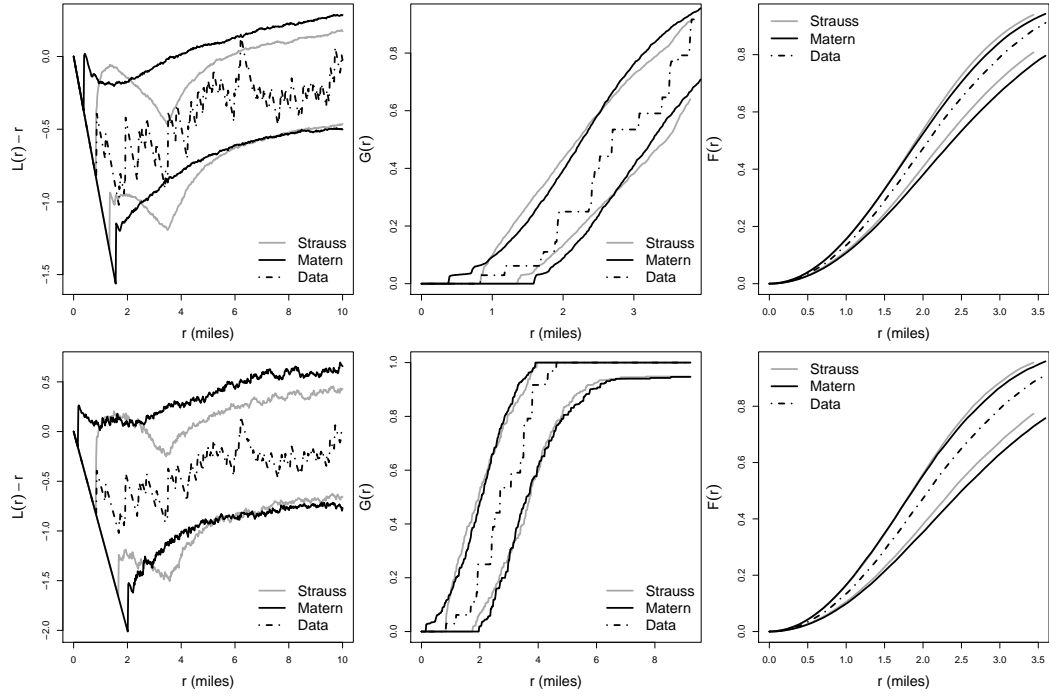 L(r) − r
0.0
−0.5
−1.0
−1.5
0 2 4 6 8 10
r (miles)
Strauss
Matern
Data
G(r)
0.0 0.2 0.4 0.6 0.8
0 1 2 3
r (miles)
Strauss
Matern
Data
F(r)
0.0 0.2 0.4 0.6 0.8
0.0 0.5 1.0 1.5 2.0 2.5 3.0 3.5
r (miles)
Strauss
Matern
Data
L(r) − r
0.5
0.0
−0.5
−1.0
−1.5
−2.0
0 2 4 6 8 10
r (miles)
Strauss
Matern
Data
G(r)
0.0 0.2 0.4 0.6 0.8 1.0
0 2 4 6 8
r (miles)
Strauss
Matern
Data
F(r)
0.0 0.2 0.4 0.6 0.8
0.0 0.5 1.0 1.5 2.0 2.5 3.0 3.5
r (miles)
Strauss
Matern
Data